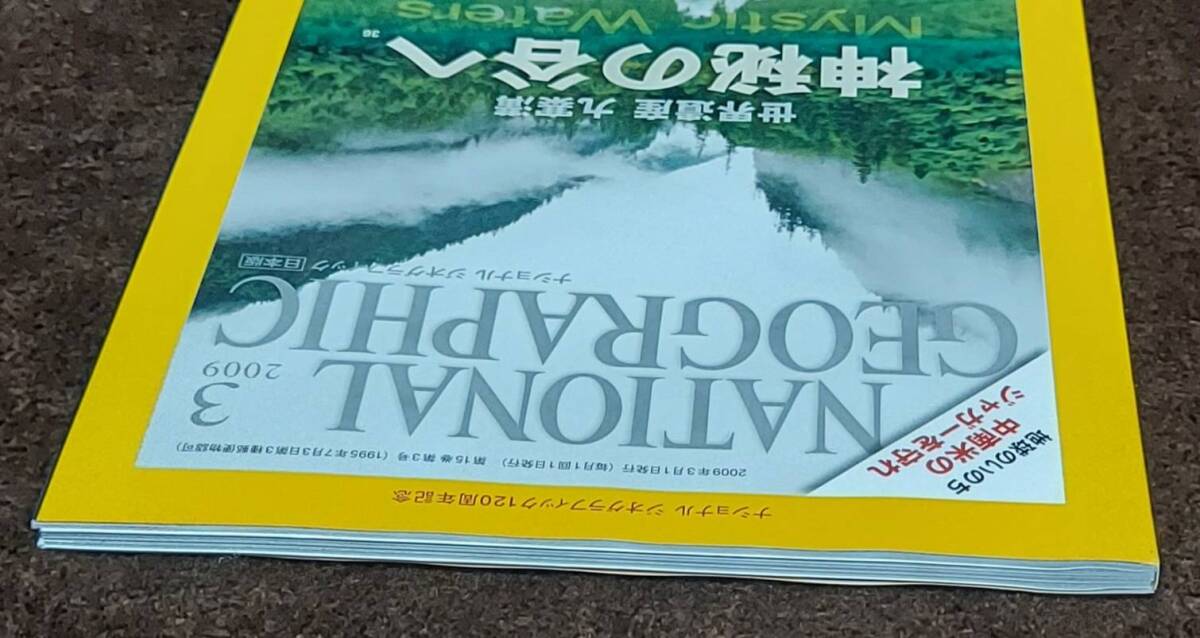 ナショナル ジオグラフィック120周年記念
2009年3月1日発行（毎月1回1日発行） 第15巻第3号（1995年7月3日第3種郵便物認可）
地球のいのち
中南米の
ジャガーを守れ
NATIONAL
3 2009
GEOGRAPHIC
ナショナル ジオグラフィック 日本版
世界遺産 九寨溝
神秘の谷へ 36
Mystic Waters